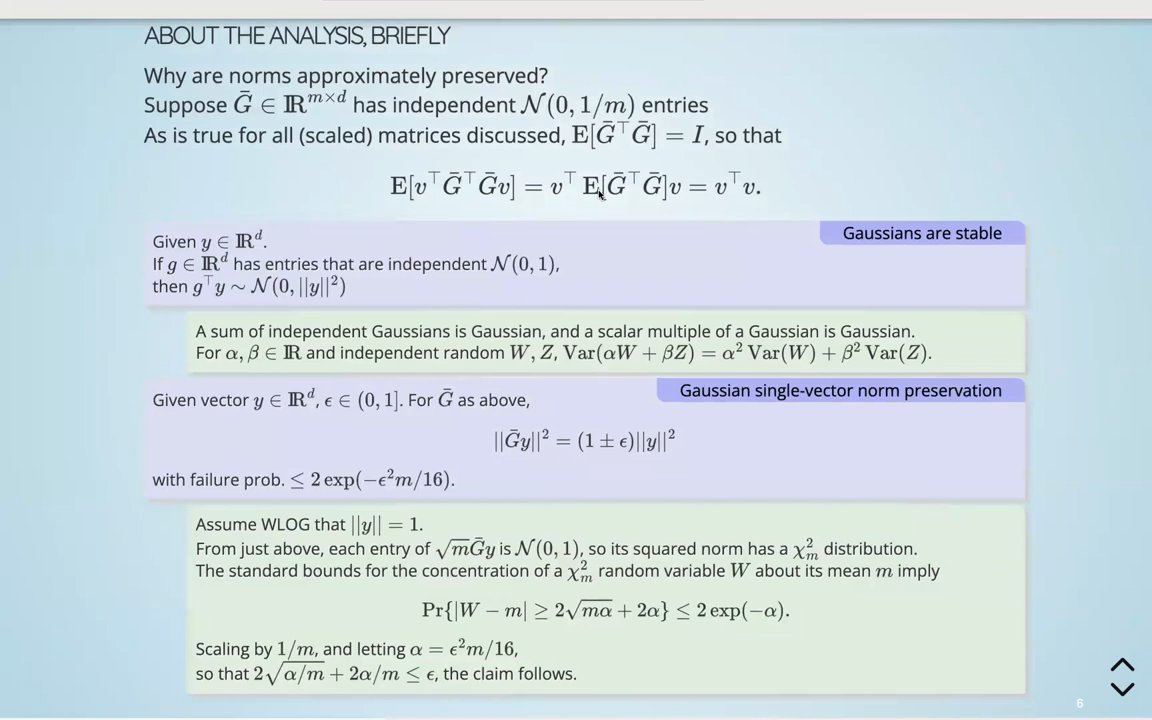 ABOUT THE ANALYSIS, BRIEFLY
Why are norms approximately preserved?
Suppose Ḡ ∈ ℝ^{m×d} has independent 𝒩(0, 1/m) entries
As is true for all (scaled) matrices discussed, E[Ḡ^⊤Ḡ] = I, so that
E[v^⊤Ḡ^⊤Ḡv] = v^⊤ E[Ḡ^⊤Ḡ]v = v^⊤v.
Gaussians are stable
Given y ∈ ℝ^d.
If g ∈ ℝ^d has entries that are independent 𝒩(0, 1),
then g^⊤y ∼ 𝒩(0, ||y||²)
A sum of independent Gaussians is Gaussian, and a scalar multiple of a Gaussian is Gaussian.
For α, β ∈ ℝ and independent random W, Z, Var(αW + βZ) = α² Var(W) + β² Var(Z).
Gaussian single-vector norm preservation
Given vector y ∈ ℝ^d, ϵ ∈ (0, 1]. For Ḡ as above,
||Ḡy||² = (1 ± ϵ)||y||²
with failure prob. ≤ 2 exp(−ϵ²m/16).
Assume WLOG that ||y|| = 1.
From just above, each entry of √mḠy is 𝒩(0, 1), so its squared norm has a χ²_m distribution.
The standard bounds for the concentration of a χ²_m random variable W about its mean m imply
Pr{|W − m| ≥ 2√(mα) + 2α} ≤ 2 exp(−α).
Scaling by 1/m, and letting α = ϵ²m/16,
so that 2√(α/m) + 2α/m ≤ ϵ, the claim follows.
6